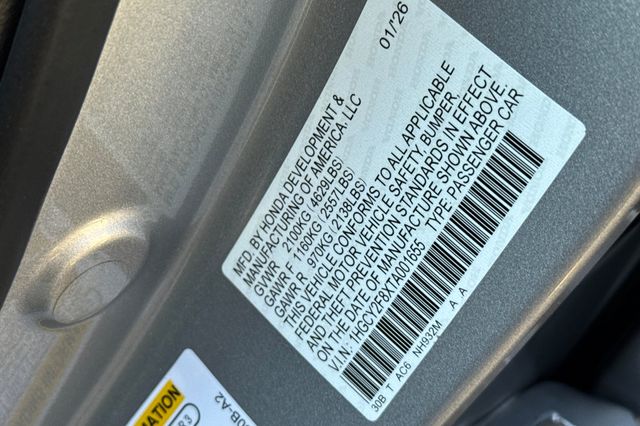 01/'26
MFD. BY HONDA DEVELOPMENT &
MANUFACTURING OF AMERICA, LLC
GVWR 2100KG (4629LBS)
GAWR F 1160KG (2557LBS)
GAWR R 970KG (2138LBS)
THIS VEHICLE CONFORMS TO ALL APPLICABLE
FEDERAL MOTOR VEHICLE SAFETY, BUMPER,
AND THEFT PREVENTION STANDARDS IN EFFECT
ON THE DATE OF MANUFACTURE SHOWN ABOVE.
V.I.N.: TYPE: PASSENGER CAR
30B T AC6 NH932M A A
0B-A2